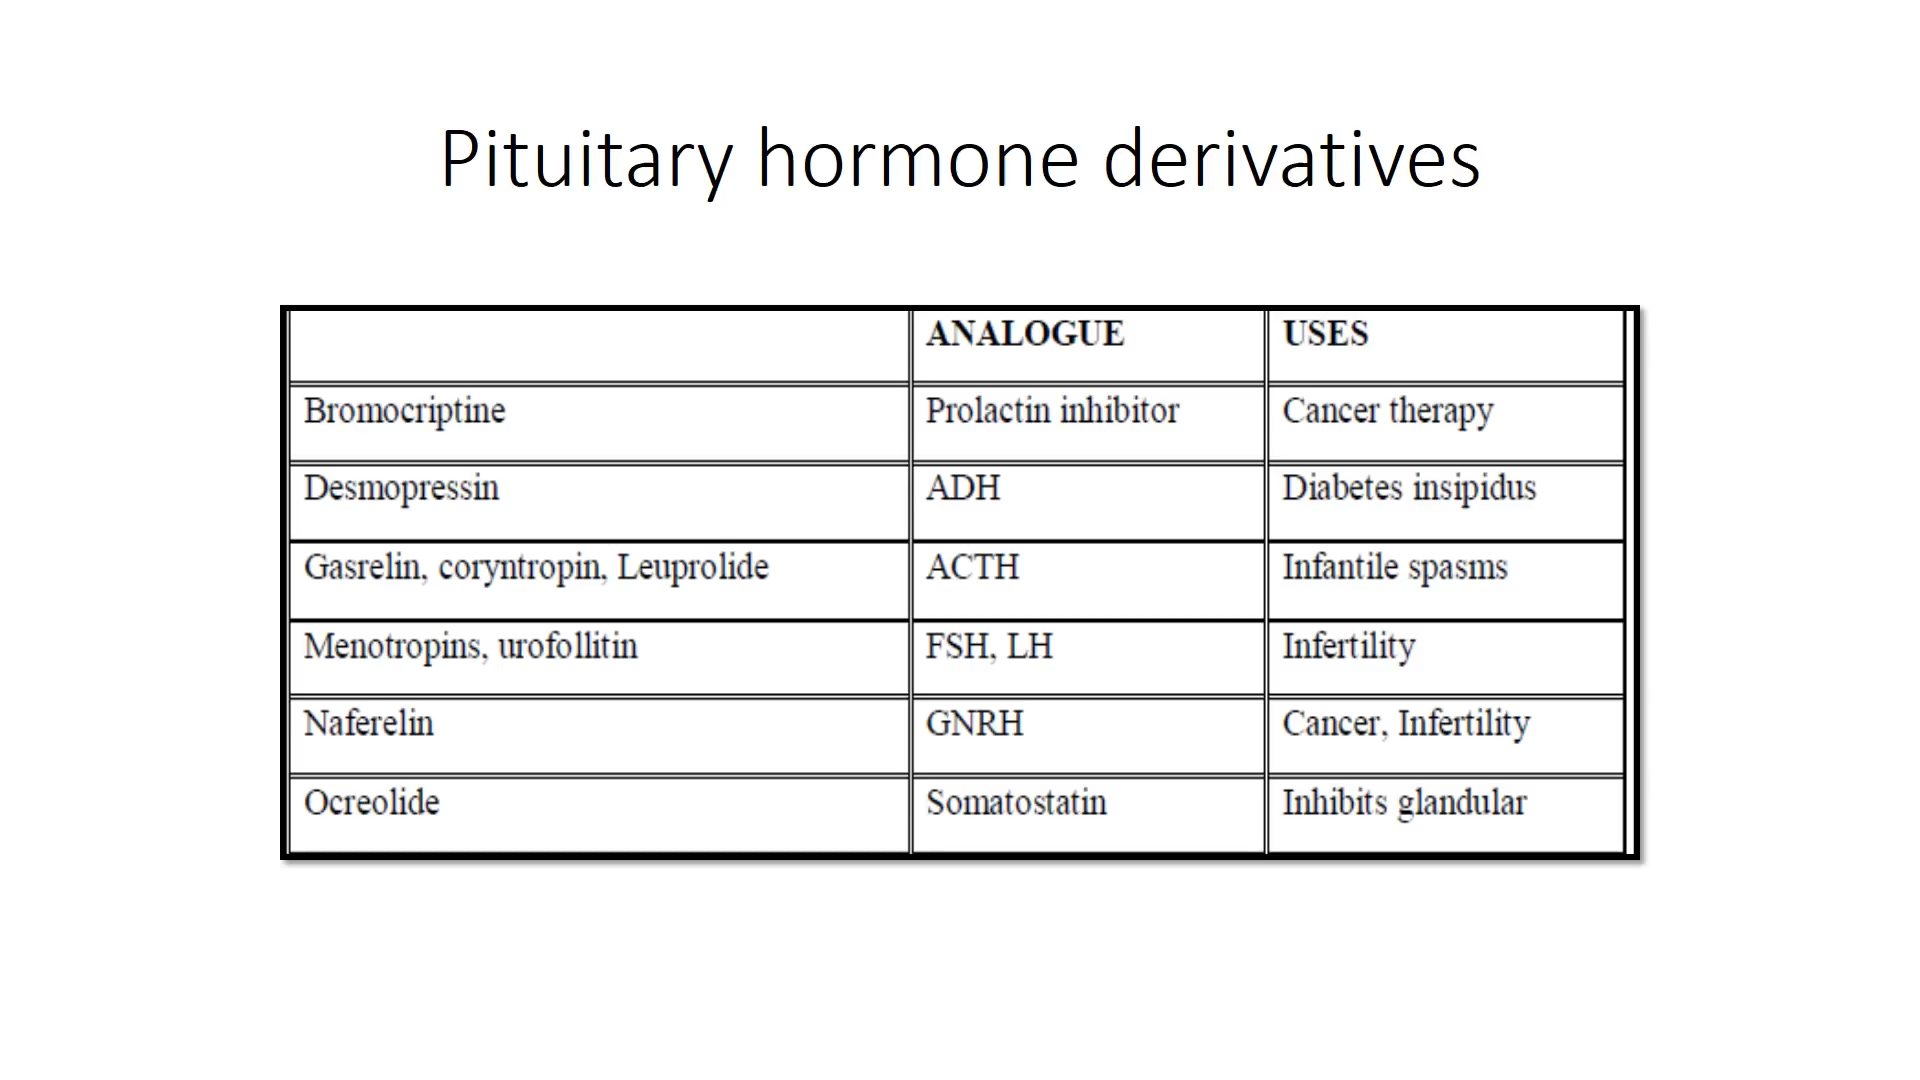 Pituitary hormone derivatives
ANALOGUE USES
Bromocriptine Prolactin inhibitor Cancer therapy
Desmopressin ADH Diabetes insipidus
Gasrelin, coryntropin, Leuprolide ACTH Infantile spasms
Menotropins, urofollitin FSH, LH Infertility
Naferelin GNRH Cancer, Infertility
Ocreolide Somatostatin Inhibits glandular